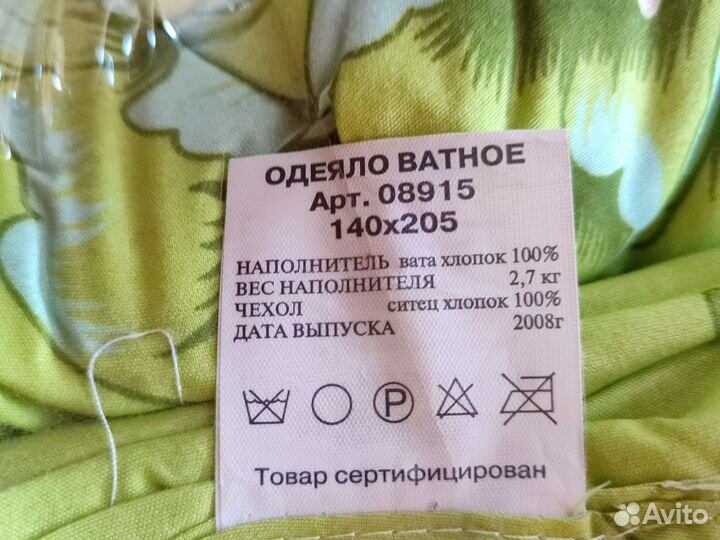 ОДЕЯЛО ВАТНОЕ
Арт. 08915
140х205
НАПОЛНИТЕЛЬ вата хлопок 100%
ВЕС НАПОЛНИТЕЛЯ 2,7 кг
ЧЕХОЛ ситец хлопок 100%
ДАТА ВЫПУСКА 2008г
P
Товар сертифицирован
Avito